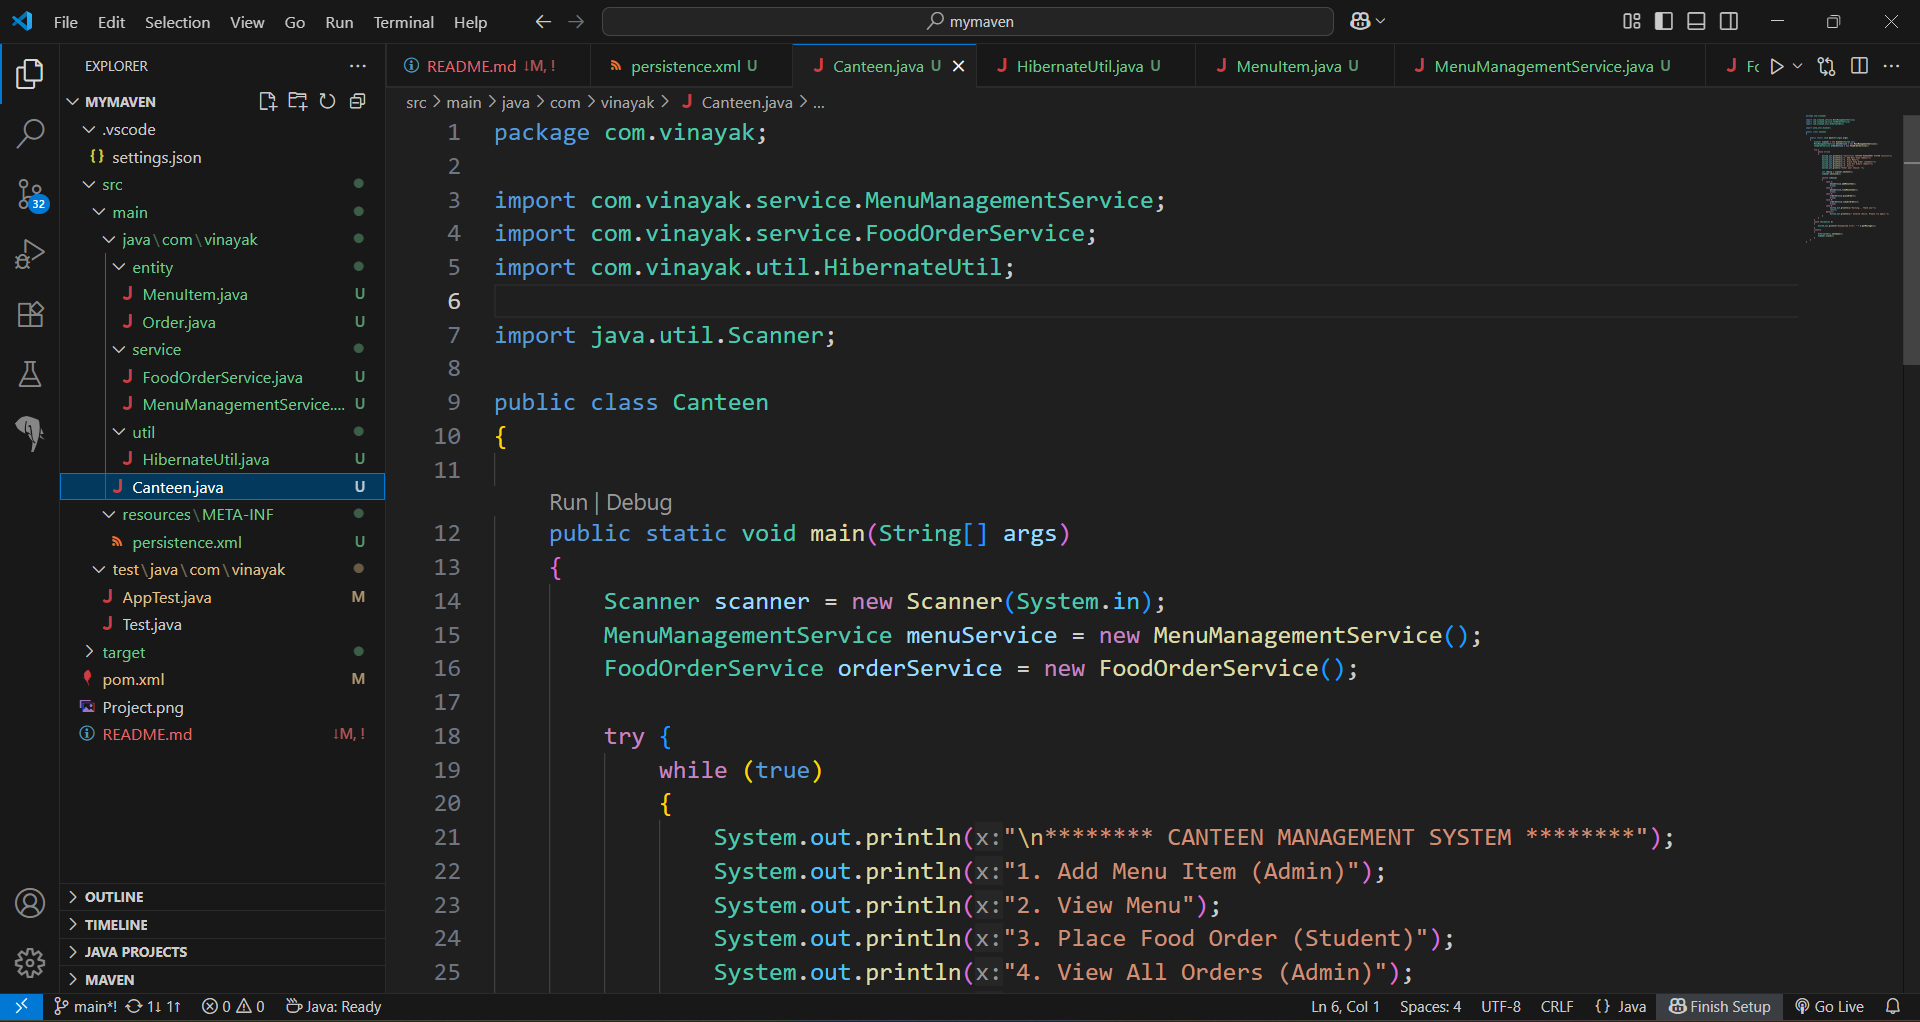 File Edit Selection View Go Run Terminal Help
mymaven
EXPLORER
MYMAVEN
.vscode
{} settings.json
src
main
java\com\vinayak
entity
J MenuItem.java U
J Order.java U
service
J FoodOrderService.java U
J MenuManagementService.... U
util
J HibernateUtil.java U
J Canteen.java U
resources\META-INF
persistence.xml U
test\java\com\vinayak
J AppTest.java M
J Test.java
target
pom.xml M
Project.png
README.md ↓M, !
OUTLINE
TIMELINE
JAVA PROJECTS
MAVEN
32
README.md ↓M, !
persistence.xml U
J Canteen.java U
J HibernateUtil.java U
J MenuItem.java U
J MenuManagementService.java U
J Fo
src > main > java > com > vinayak > J Canteen.java > ...
1 package com.vinayak;
2
3 import com.vinayak.service.MenuManagementService;
4 import com.vinayak.service.FoodOrderService;
5 import com.vinayak.util.HibernateUtil;
6
7 import java.util.Scanner;
8
9 public class Canteen
10 {
11
Run | Debug
12 public static void main(String[] args)
13 {
14 Scanner scanner = new Scanner(System.in);
15 MenuManagementService menuService = new MenuManagementService();
16 FoodOrderService orderService = new FoodOrderService();
17
18 try {
19 while (true)
20 {
21 System.out.println(x:"\n******** CANTEEN MANAGEMENT SYSTEM ********");
22 System.out.println(x:"1. Add Menu Item (Admin)");
23 System.out.println(x:"2. View Menu");
24 System.out.println(x:"3. Place Food Order (Student)");
25 System.out.println(x:"4. View All Orders (Admin)");
main*! 1↓ 1↑ 0 0 Java: Ready
Ln 6, Col 1 Spaces: 4 UTF-8 CRLF {} Java Finish Setup Go Live